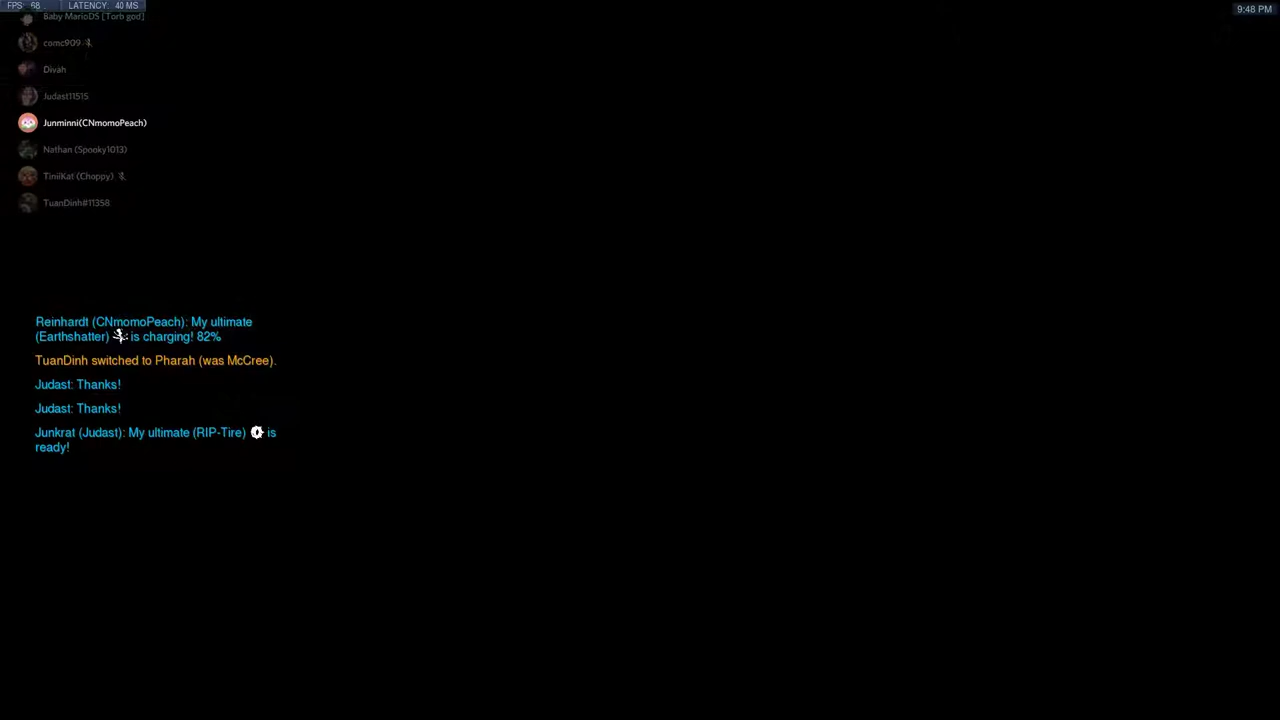 FPS: 68 LATENCY: 40 MS
9:48 PM
Baby MarioDS [Torb god]
comc909
Divah
Judast11515
Junminni(CNmomoPeach)
Nathan (Spooky1013)
TimiKat (Choppy)
TuanDinh#11358
Reinhardt (CNmomoPeach): My ultimate
(Earthshatter) is charging! 82%
TuanDinh switched to Pharah (was McCree).
Judast: Thanks!
Judast: Thanks!
Junkrat (Judast): My ultimate (RIP-Tire) is
ready!